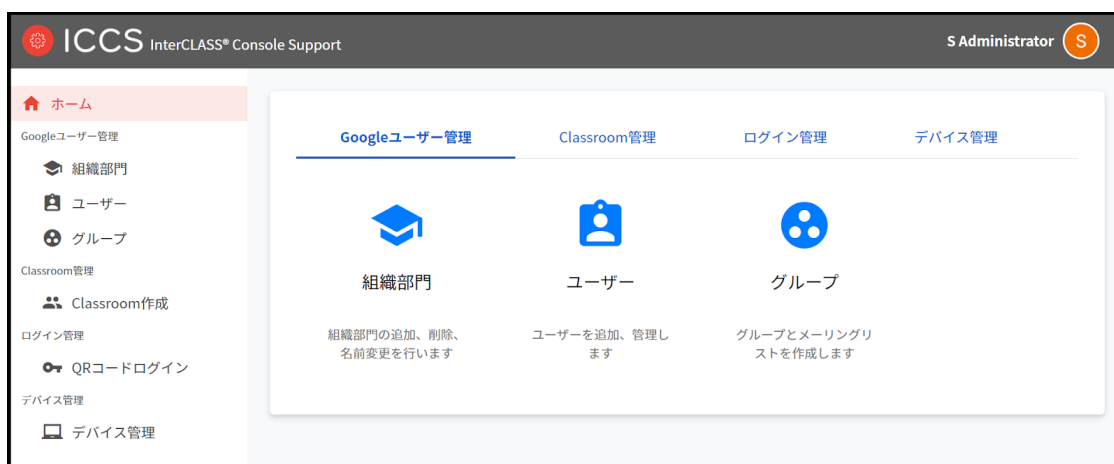 ICCS InterCLASS® Console Support
S Administrator
S
ホーム
Googleユーザー管理
組織部門
ユーザー
グループ
Classroom管理
Classroom作成
ログイン管理
QRコードログイン
デバイス管理
デバイス管理
Googleユーザー管理
Classroom管理
ログイン管理
デバイス管理
組織部門
組織部門の追加、削除、
名前変更を行います
ユーザー
ユーザーを追加、管理し
ます
グループ
グループとメーリングリ
ストを作成します